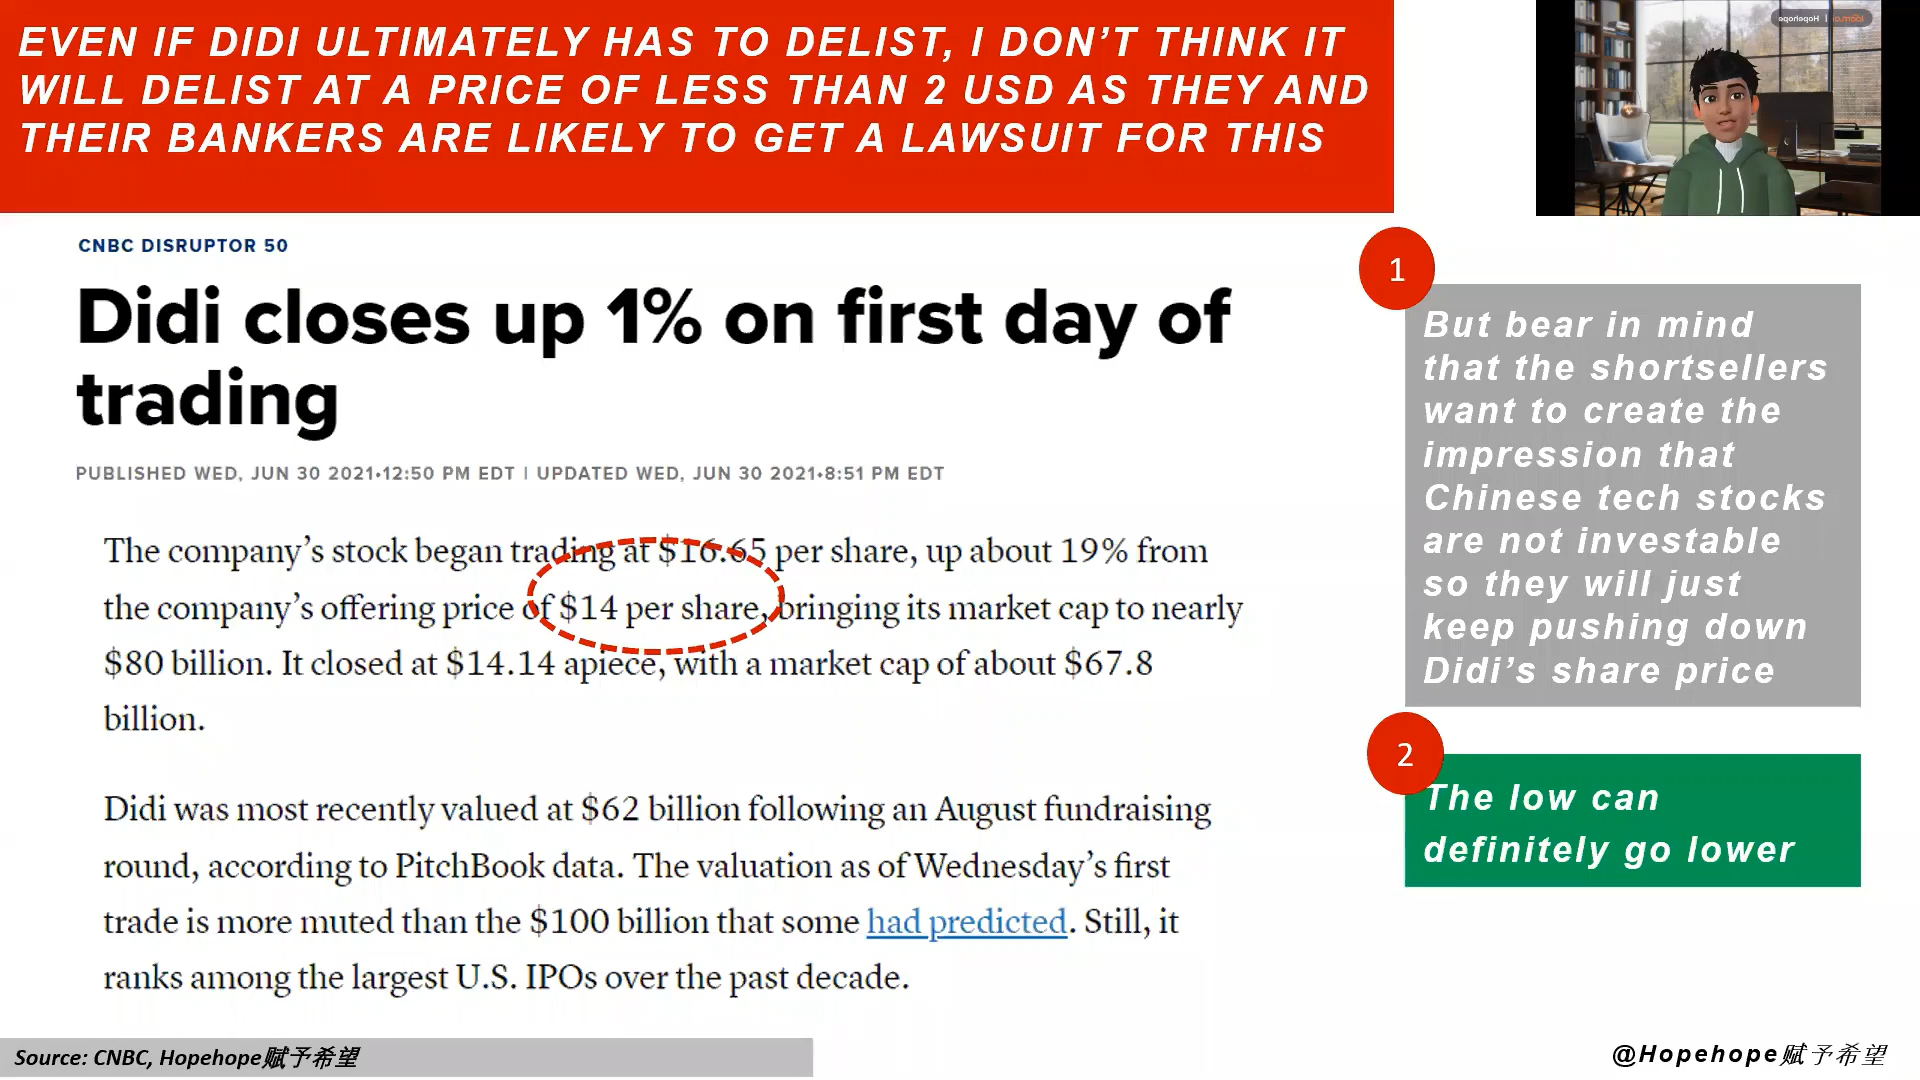 EVEN IF DIDI ULTIMATELY HAS TO DELIST, I DON’T THINK IT
WILL DELIST AT A PRICE OF LESS THAN 2 USD AS THEY AND
THEIR BANKERS ARE LIKELY TO GET A LAWSUIT FOR THIS
CNBC DISRUPTOR 50
Didi closes up 1% on first day of
trading
PUBLISHED WED, JUN 30 2021•12:50 PM EDT | UPDATED WED, JUN 30 2021•8:51 PM EDT
The company’s stock began trading at $16.65 per share, up about 19% from
the company’s offering price of $14 per share, bringing its market cap to nearly
$80 billion. It closed at $14.14 apiece, with a market cap of about $67.8
billion.
Didi was most recently valued at $62 billion following an August fundraising
round, according to PitchBook data. The valuation as of Wednesday’s first
trade is more muted than the $100 billion that some had predicted. Still, it
ranks among the largest U.S. IPOs over the past decade.
1
But bear in mind
that the shortsellers
want to create the
impression that
Chinese tech stocks
are not investable
so they will just
keep pushing down
Didi’s share price
2
The low can
definitely go lower
Source: CNBC, Hopehope赋予希望
@Hopehope赋予希望